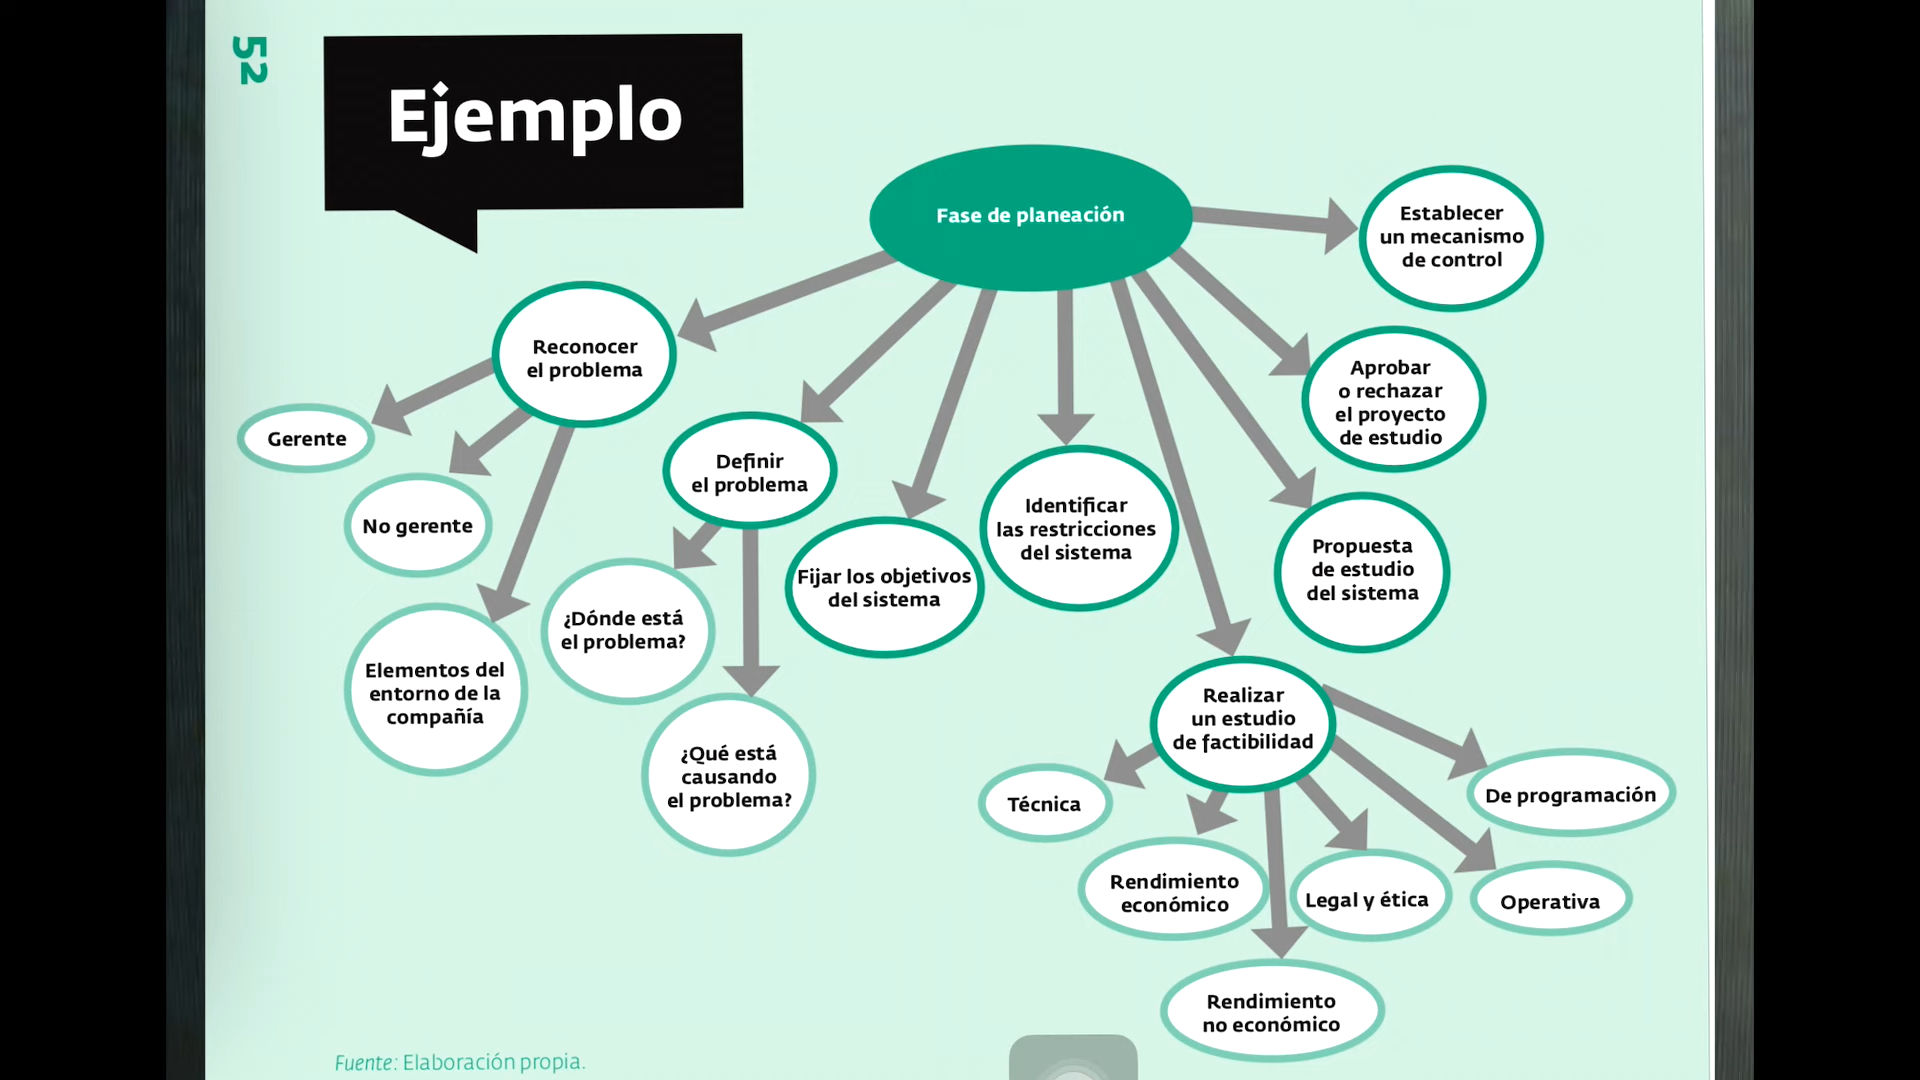 52
Ejemplo
Fase de planeación
Establecer
un mecanismo
de control
Reconocer
el problema
Aprobar
o rechazar
el proyecto
de estudio
Gerente
Definir
el problema
No gerente
Identificar
las restricciones
del sistema
Propuesta
de estudio
del sistema
Fijar los objetivos
del sistema
¿Dónde está
el problema?
Elementos del
entorno de la
compañía
Realizar
un estudio
de factibilidad
¿Qué está
causando
el problema?
Técnica
De programación
Rendimiento
económico
Legal y ética
Operativa
Rendimiento
no económico
Fuente: Elaboración propia.